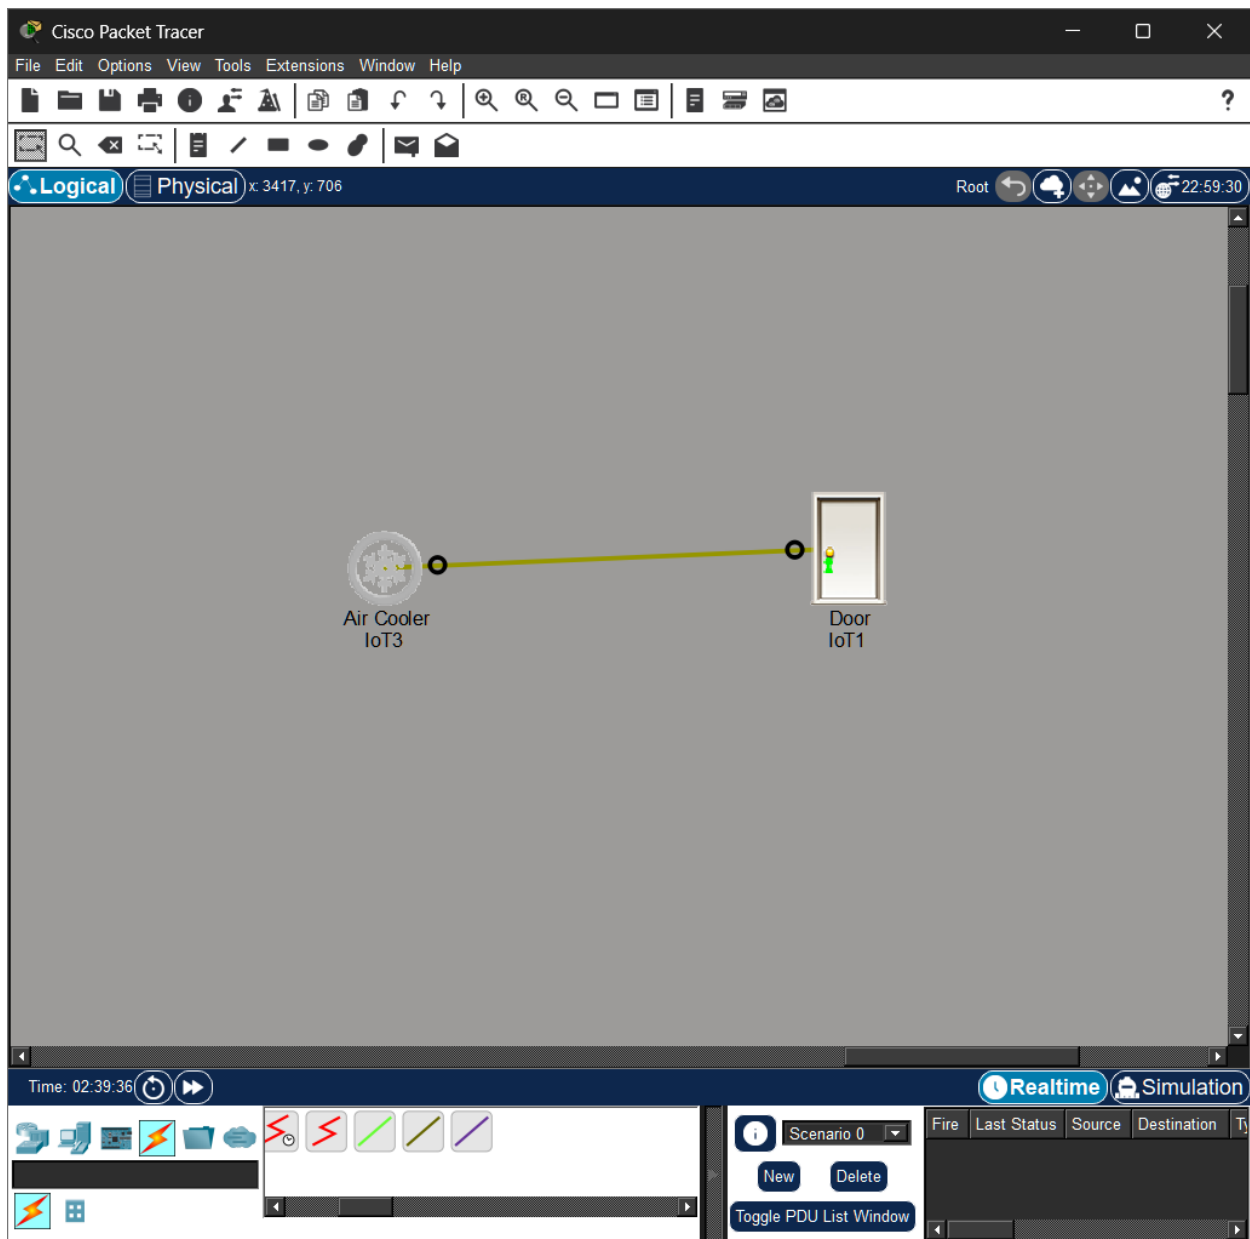 Cisco Packet Tracer
File Edit Options View Tools Extensions Window Help
?
Logical Physical x: 3417, y: 706 Root 22:59:30
Air Cooler
IoT3
Door
IoT1
Time: 02:39:36 Realtime Simulation
Scenario 0
New Delete
Toggle PDU List Window
Fire Last Status Source Destination Ty